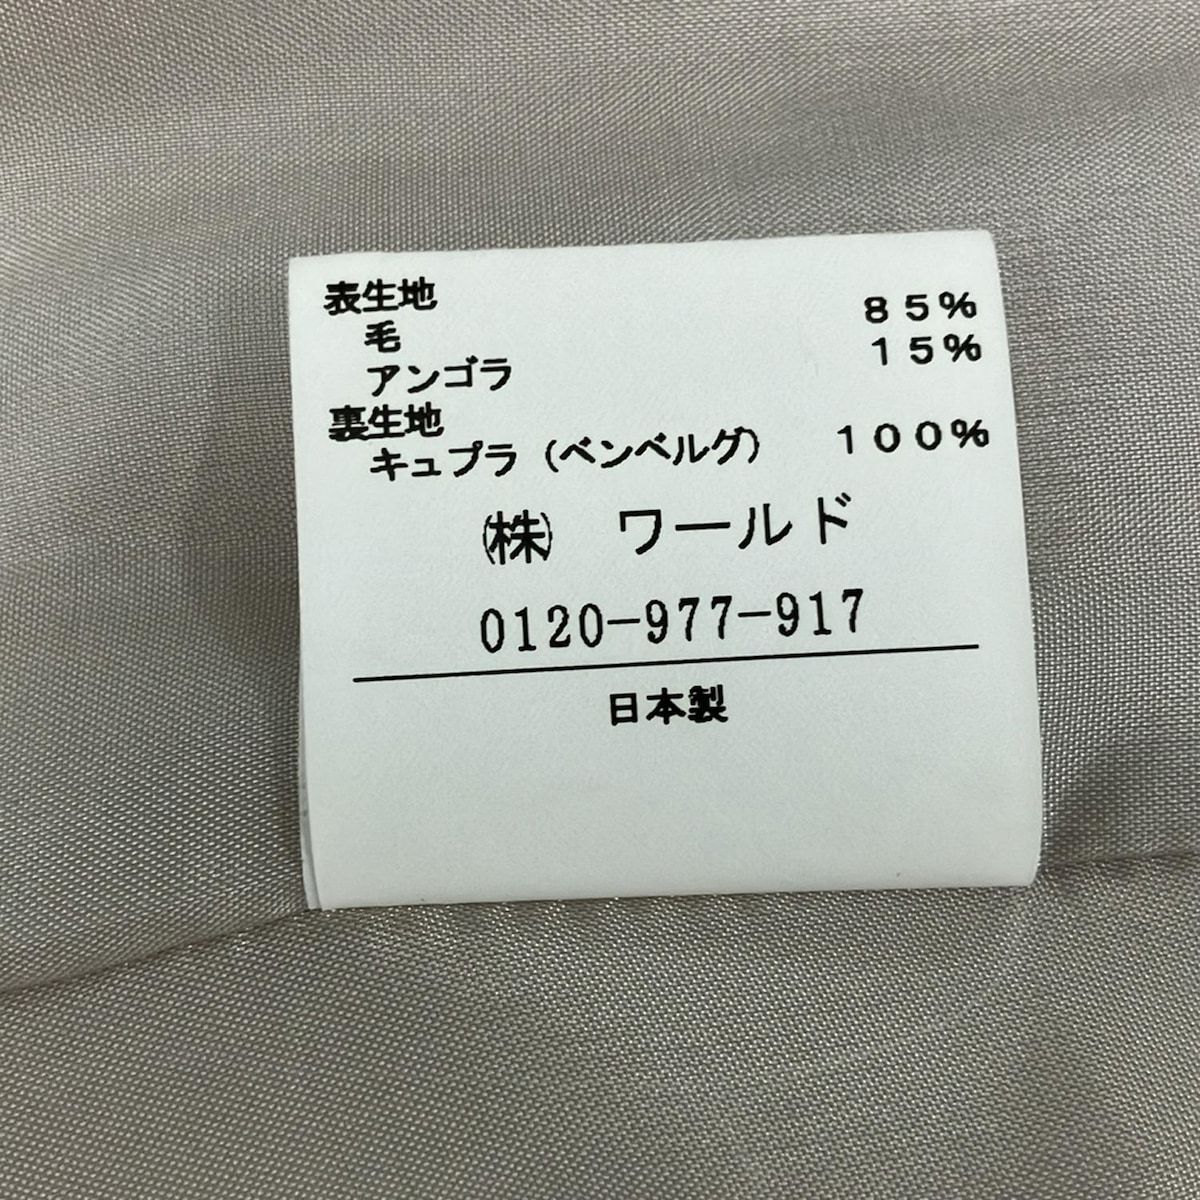 表生地
毛 85%
アンゴラ 15%
裏生地
キュプラ(ベンベルグ) 100%
㈱ ワールド
0120-977-917
日本製